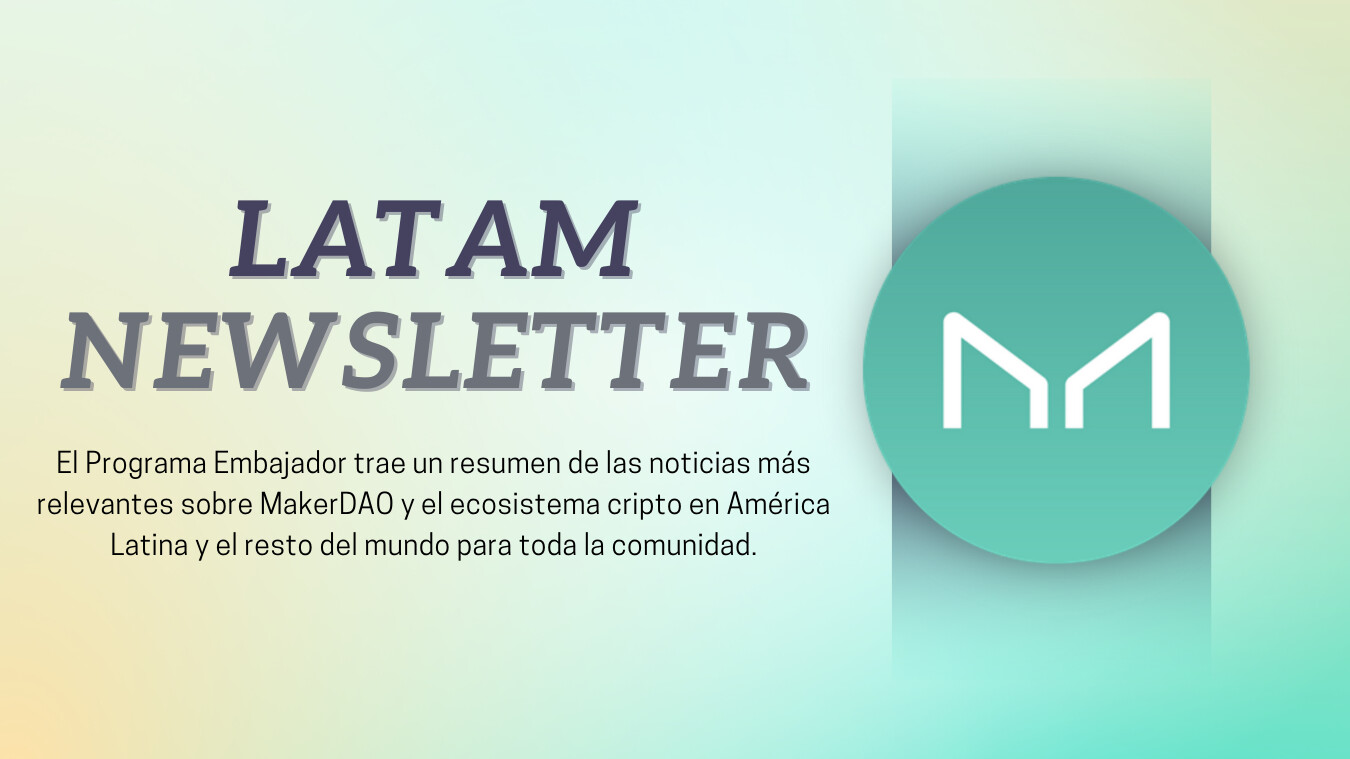 LATAM
NEWSLETTER
El Programa Embajador trae un resumen de las noticias más
relevantes sobre MakerDAO y el ecosistema cripto en América
Latina y el resto del mundo para toda la comunidad.